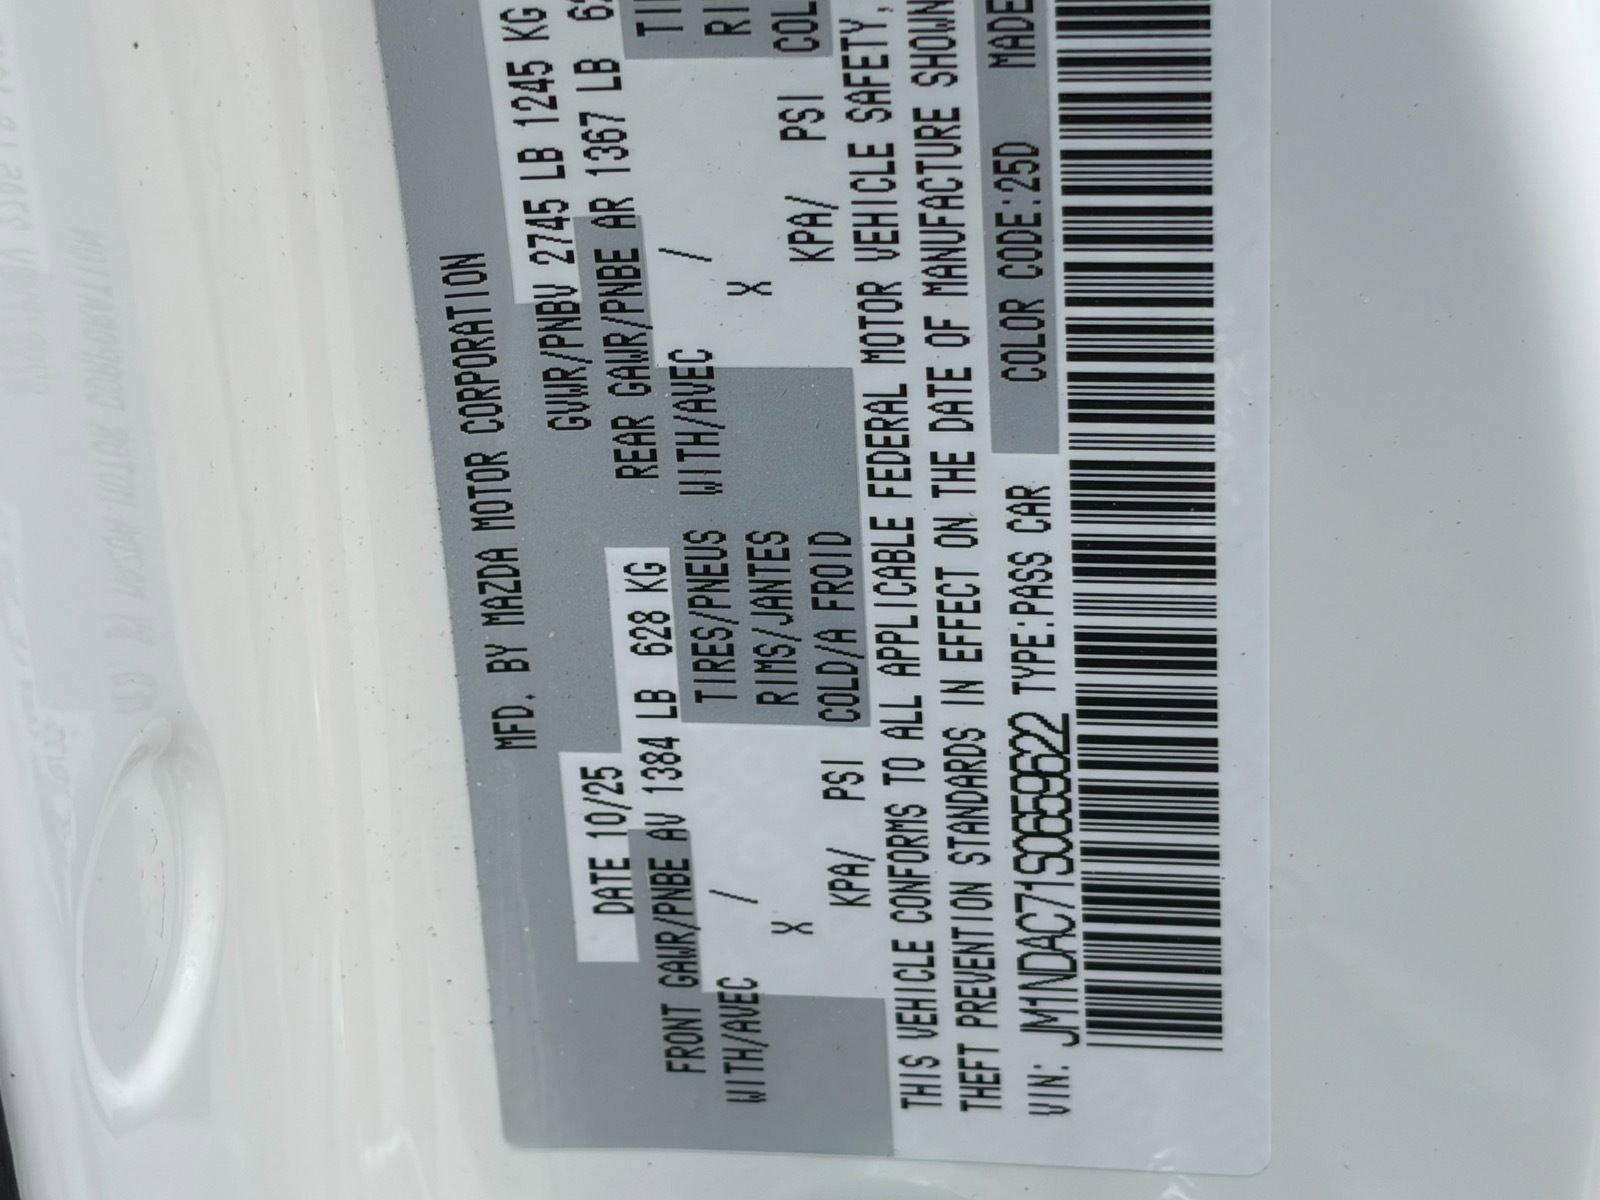 MFD. BY MAZDA MOTOR CORPORATION
DATE 10/25
GVWR/PNBV 2745 LB 1245 KG
FRONT GAWR/PNBE AV 1384 LB 628 KG
REAR GAWR/PNBE AR 1367 LB
WITH/AVEC / TIRES/PNEUS
WITH/AVEC /
X RIMS/JANTES
X
KPA/ PSI COLD/A FROID
KPA/ PSI
THIS VEHICLE CONFORMS TO ALL APPLICABLE FEDERAL MOTOR VEHICLE SAFETY,
THEFT PREVENTION STANDARDS IN EFFECT ON THE DATE OF MANUFACTURE SHOWN
VIN: JM1NDAC71S0659622 TYPE:PASS CAR
COLOR CODE:25D MADE